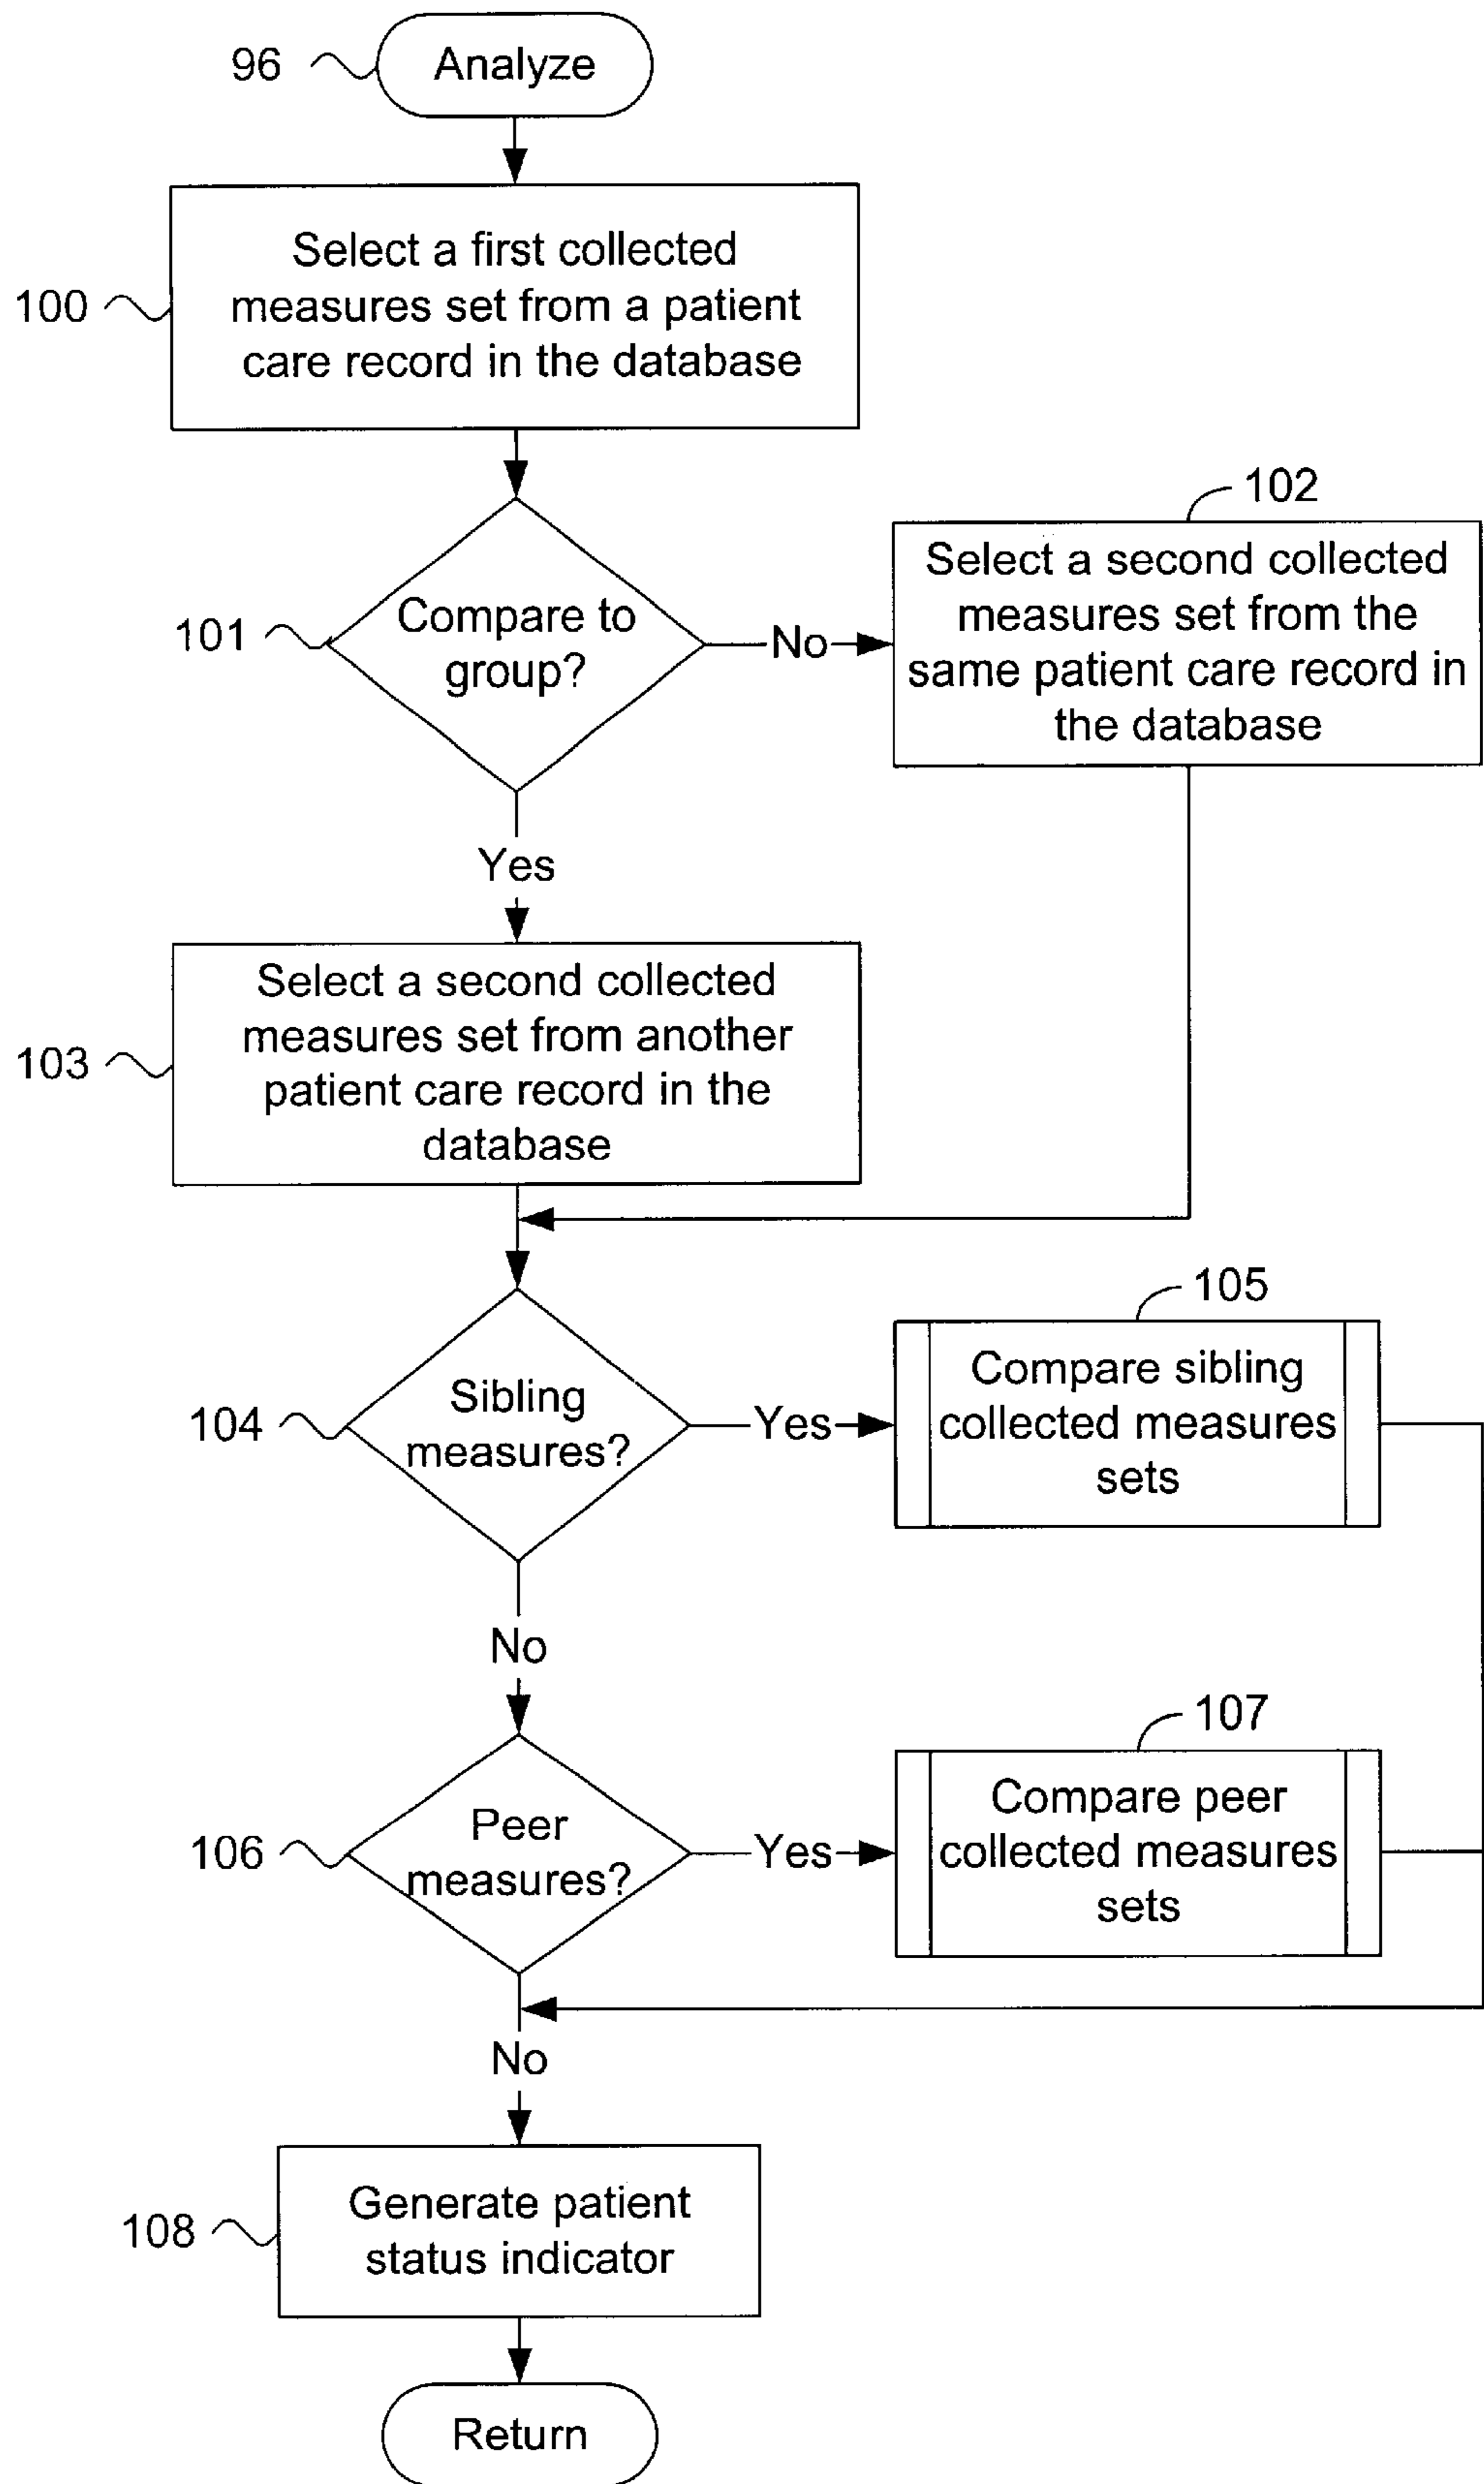 96
Analyze
100
Select a first collected
measures set from a patient
care record in the database
101
Compare to
group?
No
102
Select a second collected
measures set from the
same patient care record in
the database
Yes
103
Select a second collected
measures set from another
patient care record in the
database
104
Sibling
measures?
Yes
105
Compare sibling
collected measures
sets
No
106
Peer
measures?
Yes
107
Compare peer
collected measures
sets
No
108
Generate patient
status indicator
Return